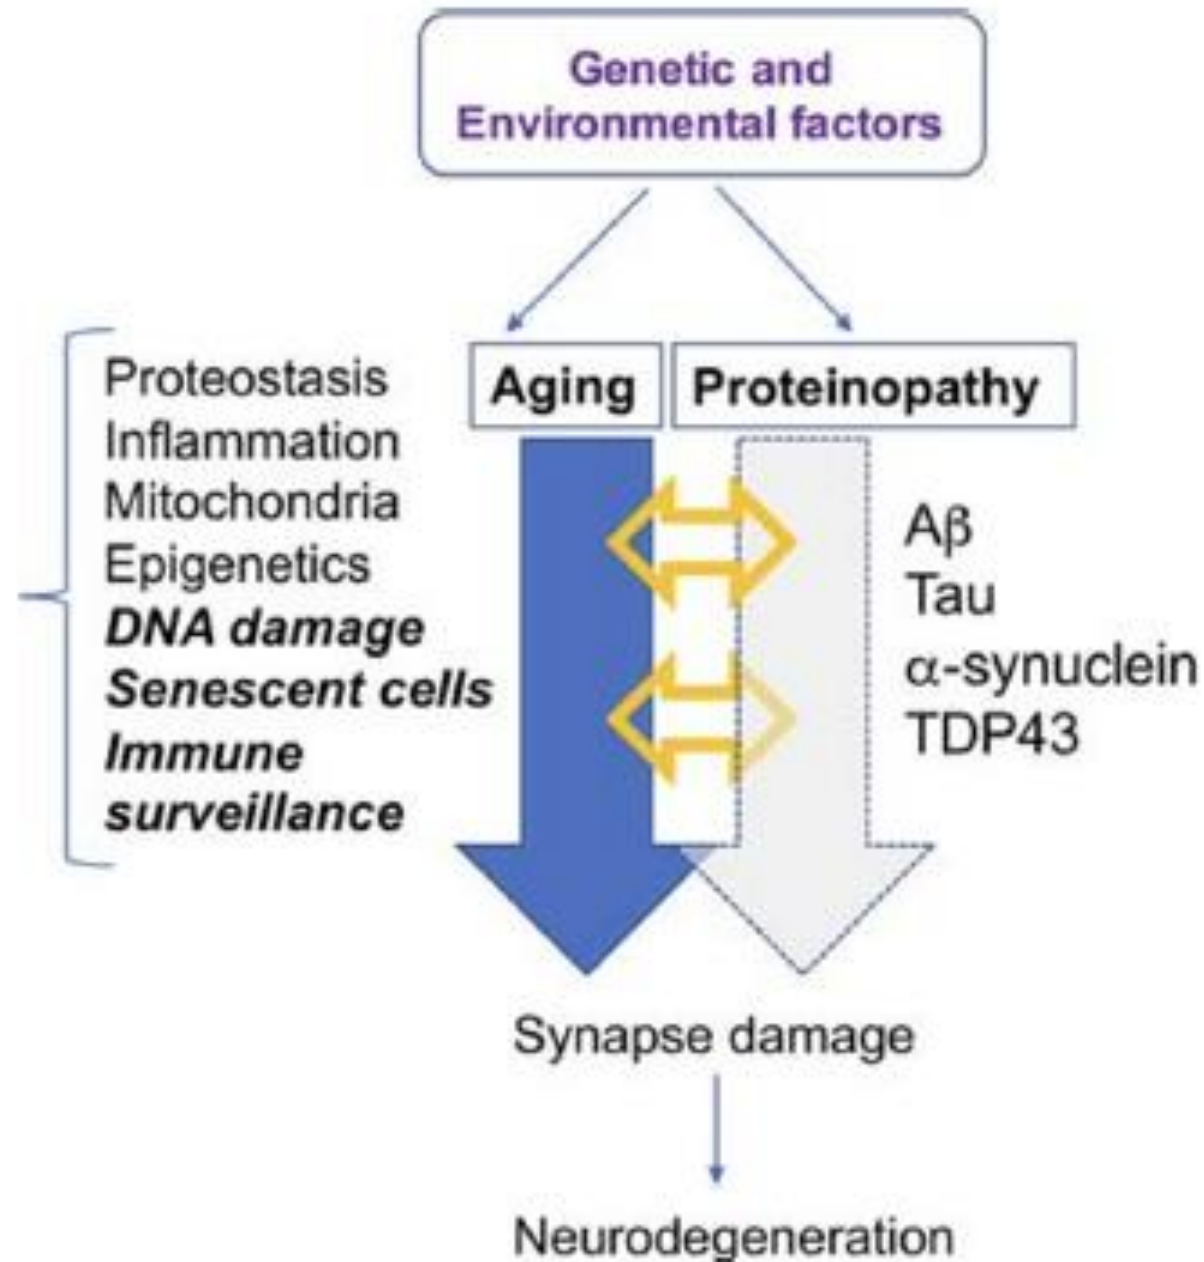 Genetic and
Environmental factors
Aging
Proteinopathy
Proteostasis
Inflammation
Mitochondria
Epigenetics
DNA damage
Senescent cells
Immune
surveillance
Aβ
Tau
α-synuclein
TDP43
Synapse damage
Neurodegeneration